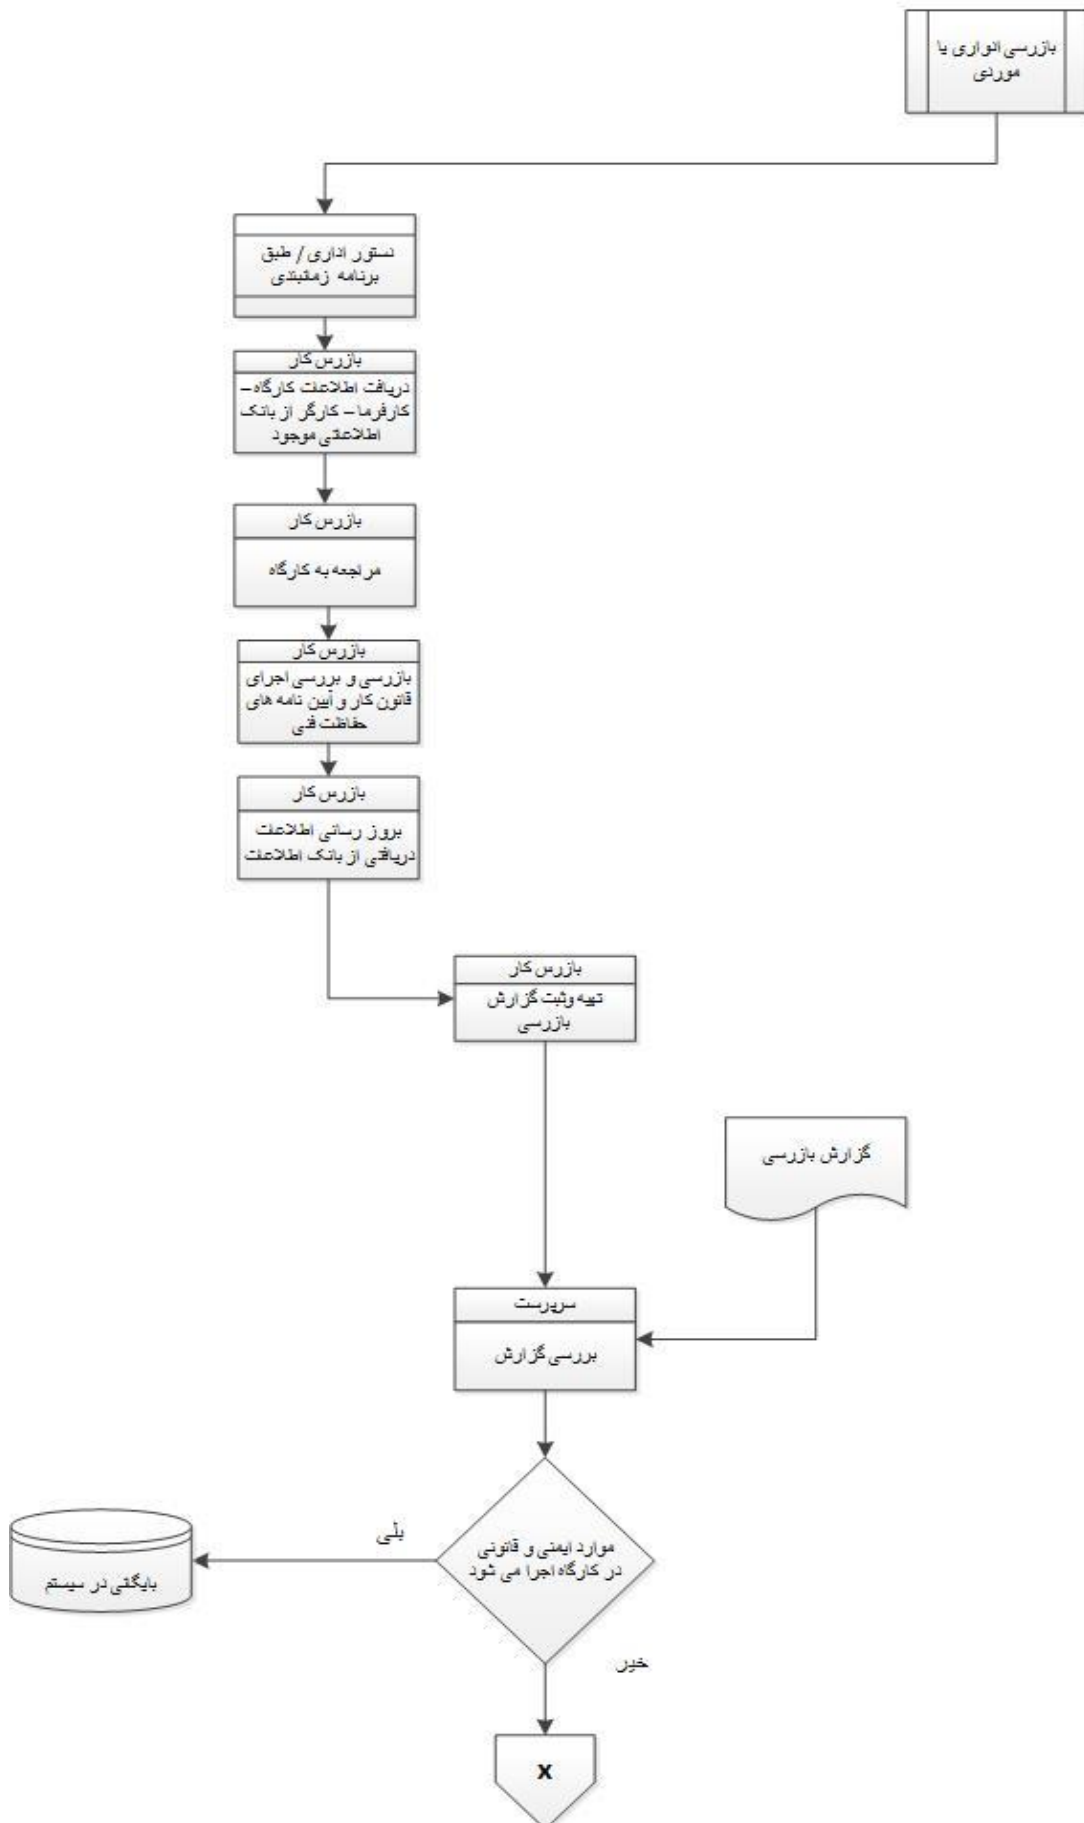 بازرسی ادواری یا
موردی
دستور اداری / طبق
برنامه زمانبندی
بازرس کار
دریافت اطلاعات کارگاه –
کارفرما – کارگر از بانک
اطلاعاتی موجود
بازرس کار
مراجعه به کارگاه
بازرس کار
بازرسی و بررسی اجرای
قانون کار و آیین نامه های
حفاظت فنی
بازرس کار
بروز رسانی اطلاعات
دریافتی از بانک اطلاعات
بازرس کار
تهیه وثبت گزارش
بازرسی
گزارش بازرسی
سرپرست
بررسی گزارش
موارد ایمنی و قانونی
در کارگاه اجرا می شود
بلی
بایگانی در سیستم
خیر
X